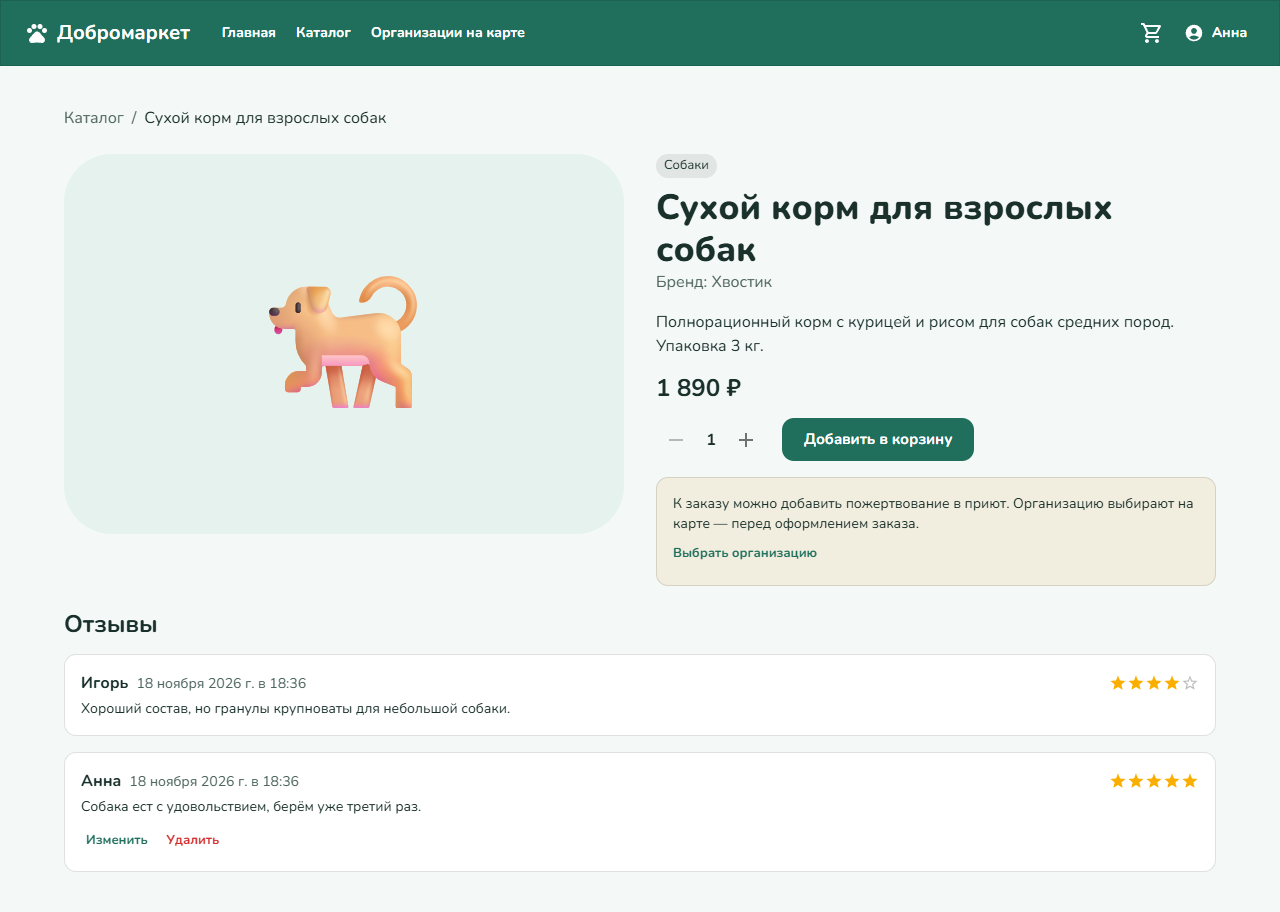 Добромаркет
Главная
Каталог
Организации на карте
Анна
Каталог / Сухой корм для взрослых собак
Собаки
Сухой корм для взрослых
собак
Бренд: Хвостик
Полнорационный корм с курицей и рисом для собак средних пород.
Упаковка 3 кг.
1 890 ₽
1
Добавить в корзину
К заказу можно добавить пожертвование в приют. Организацию выбирают на
карте — перед оформлением заказа.
Выбрать организацию
Отзывы
Игорь 18 ноября 2026 г. в 18:36
Хороший состав, но гранулы крупноваты для небольшой собаки.
Анна 18 ноября 2026 г. в 18:36
Собака ест с удовольствием, берём уже третий раз.
Изменить
Удалить